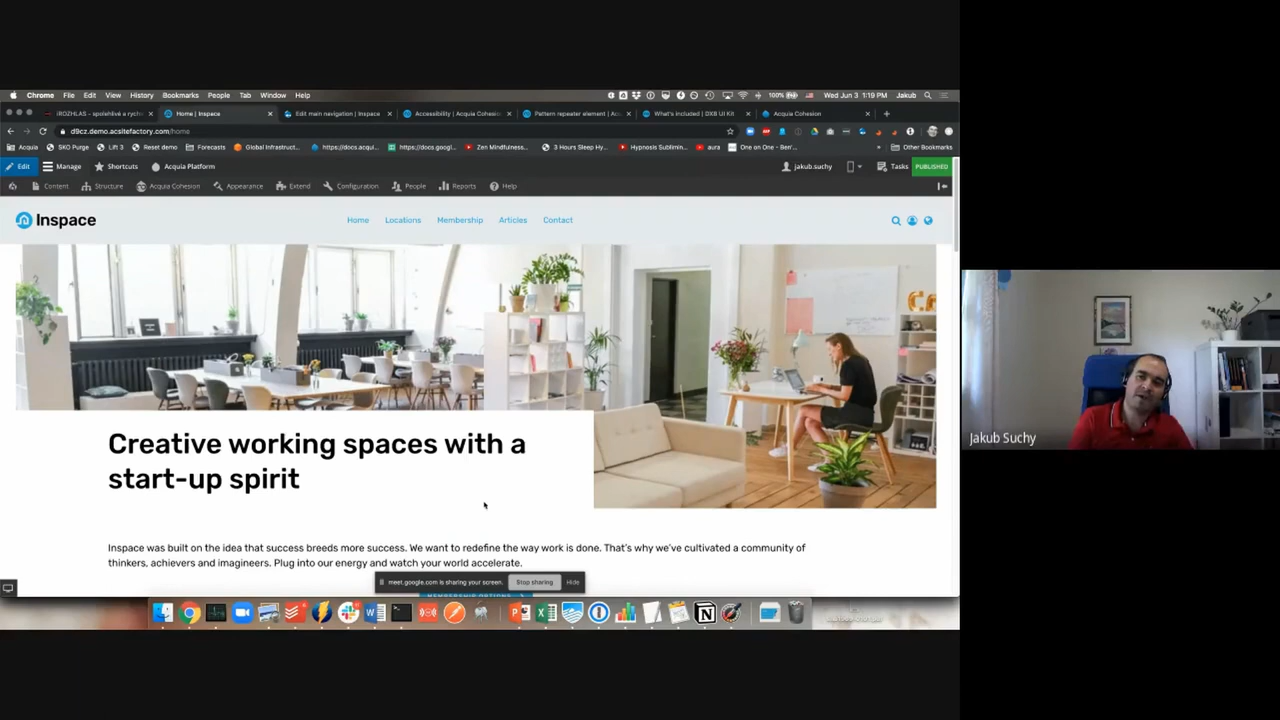 Chrome File Edit View History Bookmarks People Tab Window Help 100% Wed Jun 3 1:19 PM Jakub
iROZHLAS - spolehlivě a rych Home | Inspace Edit main navigation | Inspace Accessibility | Acquia Cohesion Pattern repeater element | Ac What's included | DX8 UI Kit Acquia Cohesion
d9cz.demo.acsitefactory.com/home
Acquia SKO Purge Lift 3 Reset demo Forecasts Global Infrastruct... https://docs.acqui... https://docs.googl... Zen Mindfulness... 3 Hours Sleep Hy... Hypnosis Sublimin... aura One on One - Ben'... Other Bookmarks
Edit Manage Shortcuts Acquia Platform jakub.suchy Tasks PUBLISHED
Content Structure Acquia Cohesion Appearance Extend Configuration People Reports Help
Inspace Home Locations Membership Articles Contact
Creative working spaces with a
start-up spirit
Jakub Suchy
Inspace was built on the idea that success breeds more success. We want to redefine the way work is done. That's why we've cultivated a community of
thinkers, achievers and imagineers. Plug into our energy and watch your world accelerate.
meet.google.com is sharing your screen. Stop sharing Hide
MEMBERSHIP OPTIONS